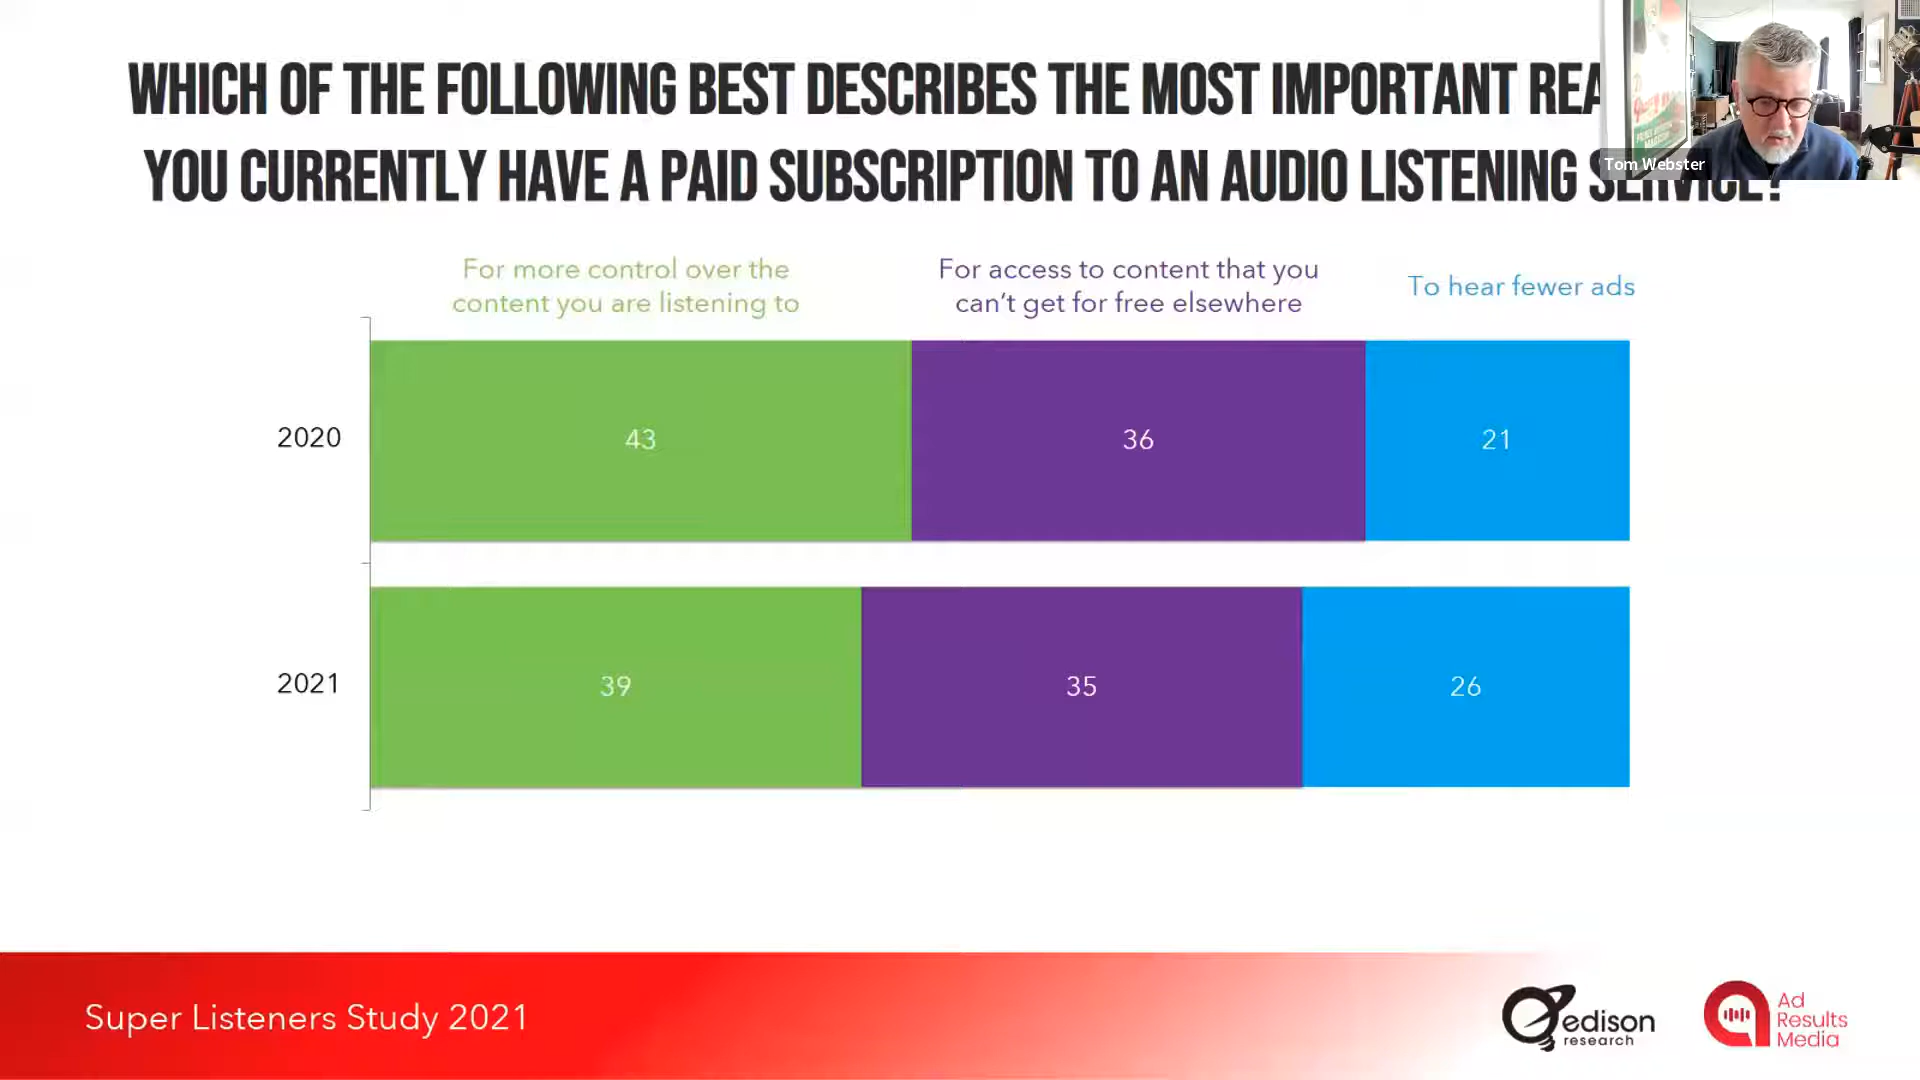 WHICH OF THE FOLLOWING BEST DESCRIBES THE MOST IMPORTANT REA
YOU CURRENTLY HAVE A PAID SUBSCRIPTION TO AN AUDIO LISTENING SERVICE?
Tom Webster
For more control over the
content you are listening to
For access to content that you
can't get for free elsewhere
To hear fewer ads
2020
43
36
21
2021
39
35
26
Super Listeners Study 2021
edison
research
Ad
Results
Media